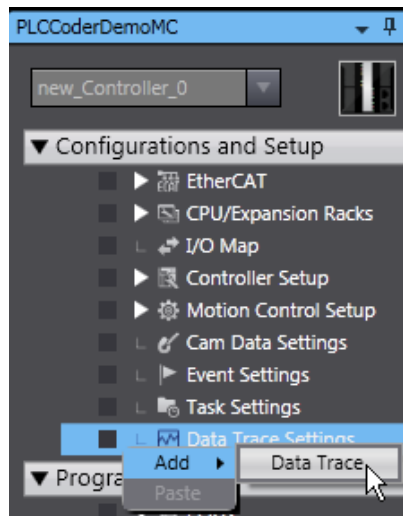 PLCCoderDemoMC
new_Controller_0
Configurations and Setup
EtherCAT
CPU/Expansion Racks
I/O Map
Controller Setup
Motion Control Setup
Cam Data Settings
Event Settings
Task Settings
Data Trace Settings
Add Data Trace
Progra
Paste